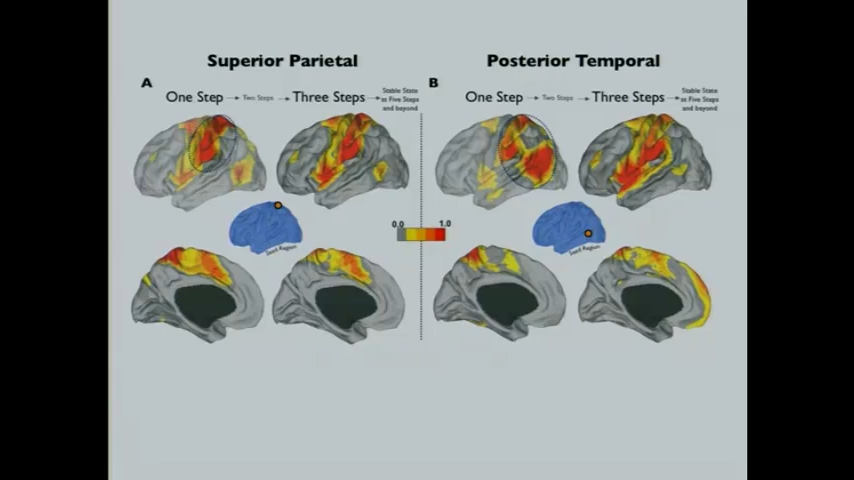 Superior Parietal
Posterior Temporal
A
One Step
Two Steps
Three Steps
Stable State
at Five Steps
and beyond
B
One Step
Two Steps
Three Steps
Stable State
at Five Steps
and beyond
0.0
1.0
Seed Region
Seed Region